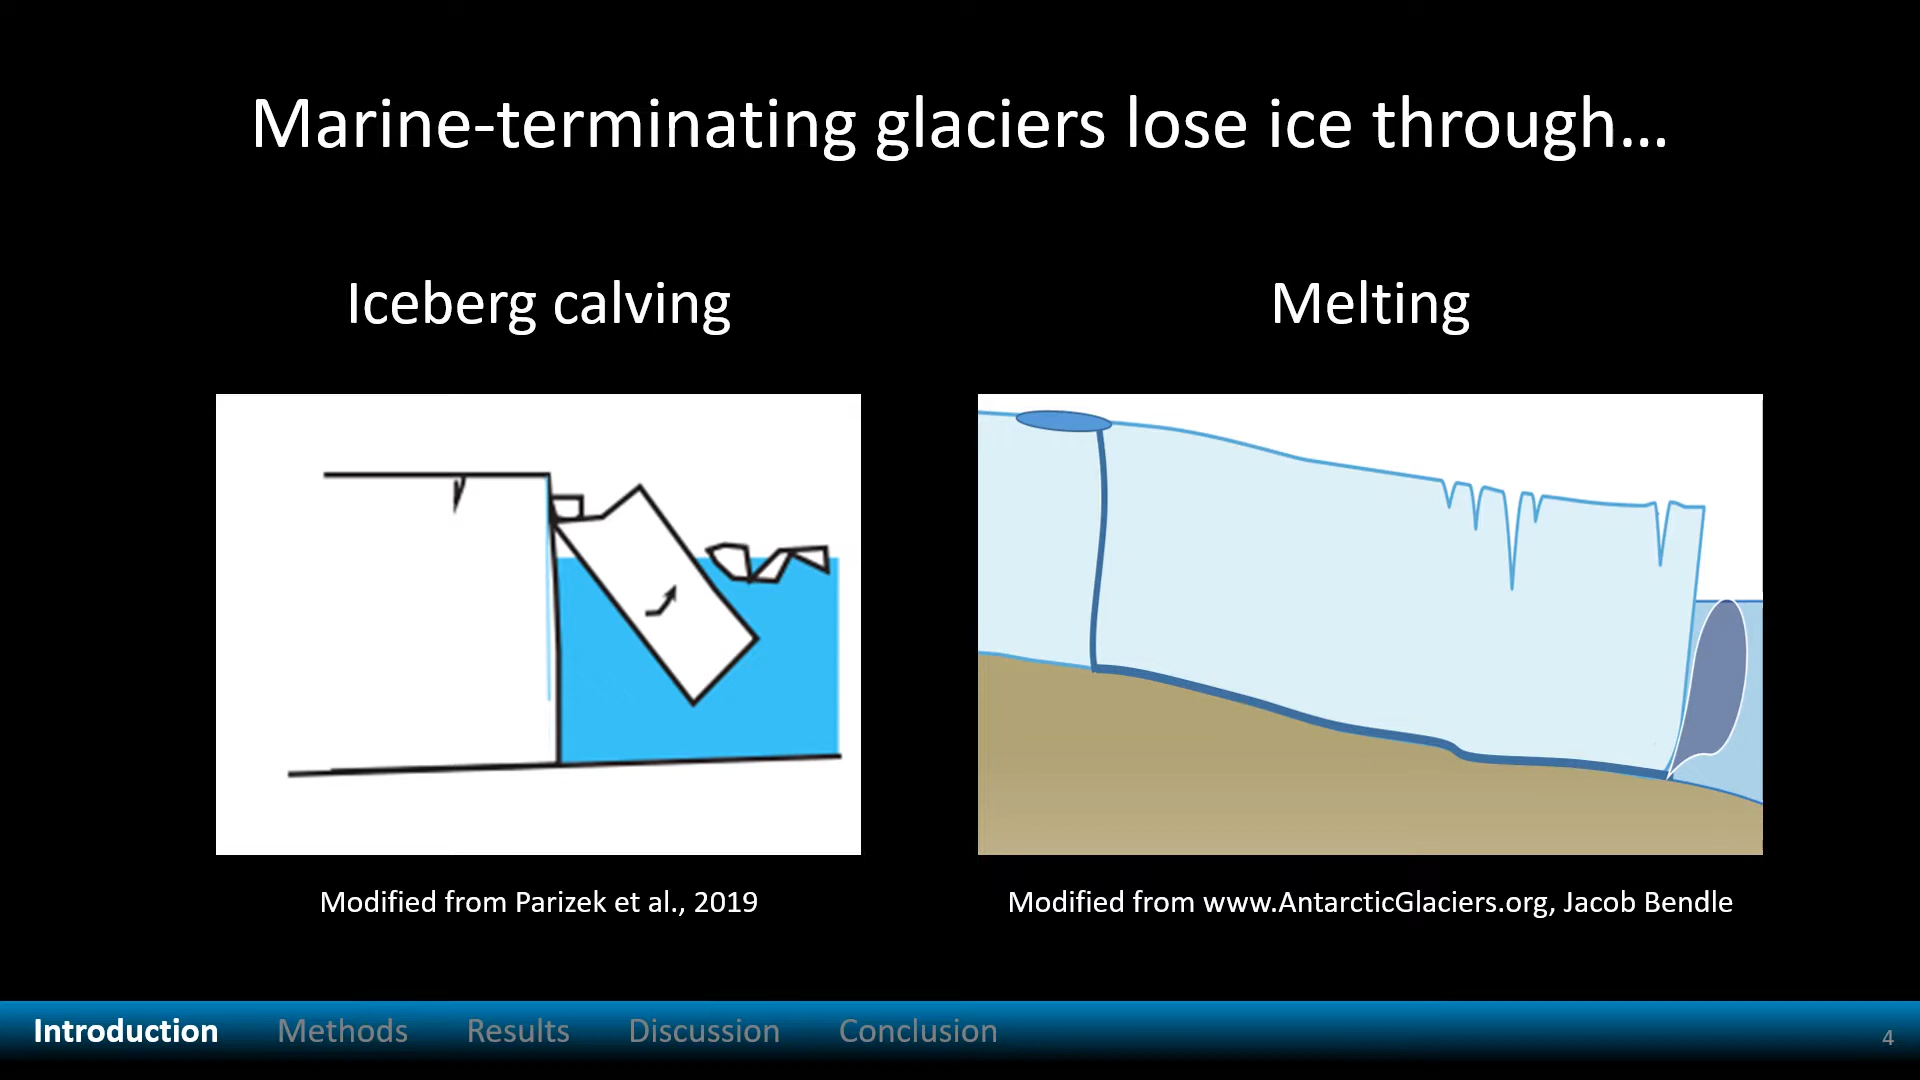 Marine-terminating glaciers lose ice through...
Iceberg calving
Melting
Modified from Parizek et al., 2019
Modified from www.AntarcticGlaciers.org, Jacob Bendle
Introduction Methods Results Discussion Conclusion
4